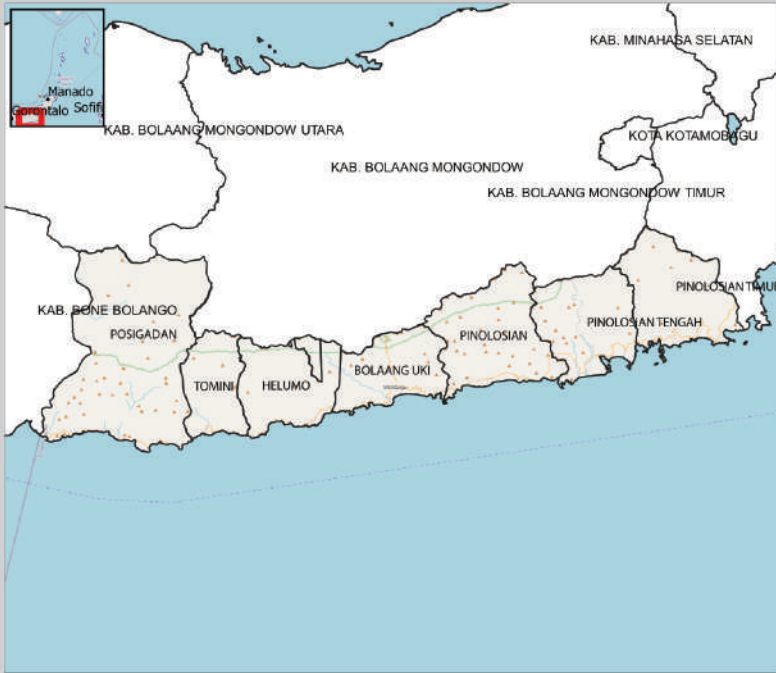 KAB. MINAHASA SELATAN
Manado
Gorontalo Sofifi
KAB. BOLAANG MONGONDOW UTARA
KOTA KOTAMOBAGU
KAB. BOLAANG MONGONDOW
KAB. BOLAANG MONGONDOW TIMUR
PINOLOSIAN TIMUR
KAB. BONE BOLANGO
PINOLOSIAN TENGAH
POSIGADAN
PINOLOSIAN
BOLAANG UKI
TOMINI
HELUMO